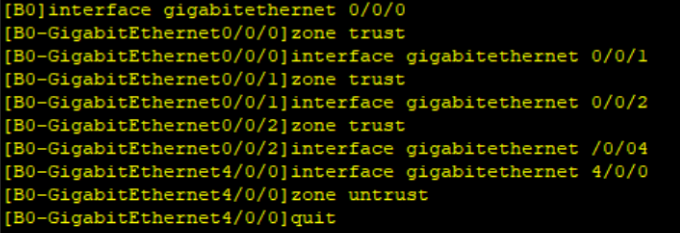 [B0]interface gigabitethernet 0/0/0
[B0-GigabitEthernet0/0/0]zone trust
[B0-GigabitEthernet0/0/0]interface gigabitethernet 0/0/1
[B0-GigabitEthernet0/0/1]zone trust
[B0-GigabitEthernet0/0/1]interface gigabitethernet 0/0/2
[B0-GigabitEthernet0/0/2]zone trust
[B0-GigabitEthernet0/0/2]interface gigabitethernet /0/04
[B0-GigabitEthernet4/0/0]interface gigabitethernet 4/0/0
[B0-GigabitEthernet4/0/0]zone untrust
[B0-GigabitEthernet4/0/0]quit